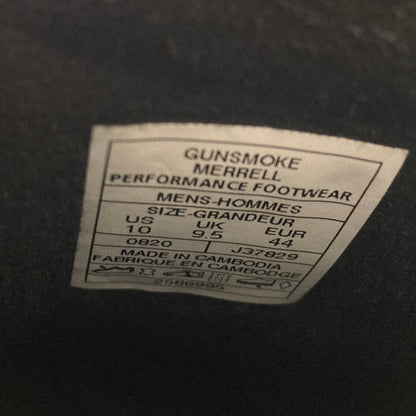 GUNSMOKE
MERRELL
PERFORMANCE FOOTWEAR
MENS-HOMMES
SIZE-GRANDEUR
US UK EUR
10 9.5 44
0820 J37829
MADE IN CAMBODIA
FABRIQUE EN CAMBODGE
2586995